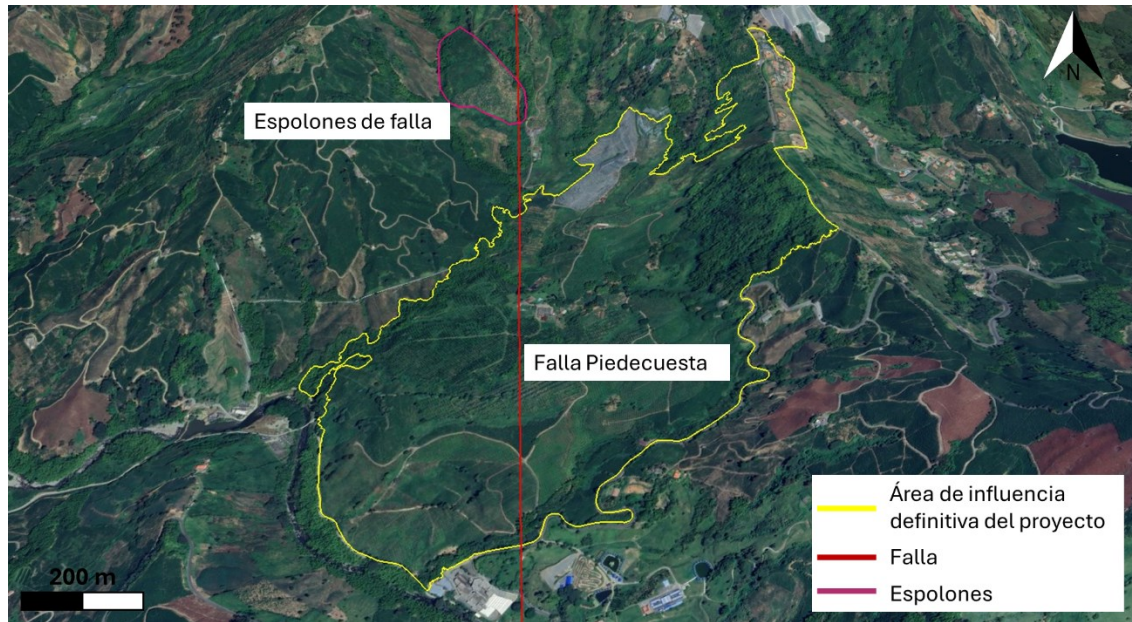 N
Espolones de falla
Falla Piedecuesta
Área de influencia
definitiva del proyecto
Falla
Espolones
200 m